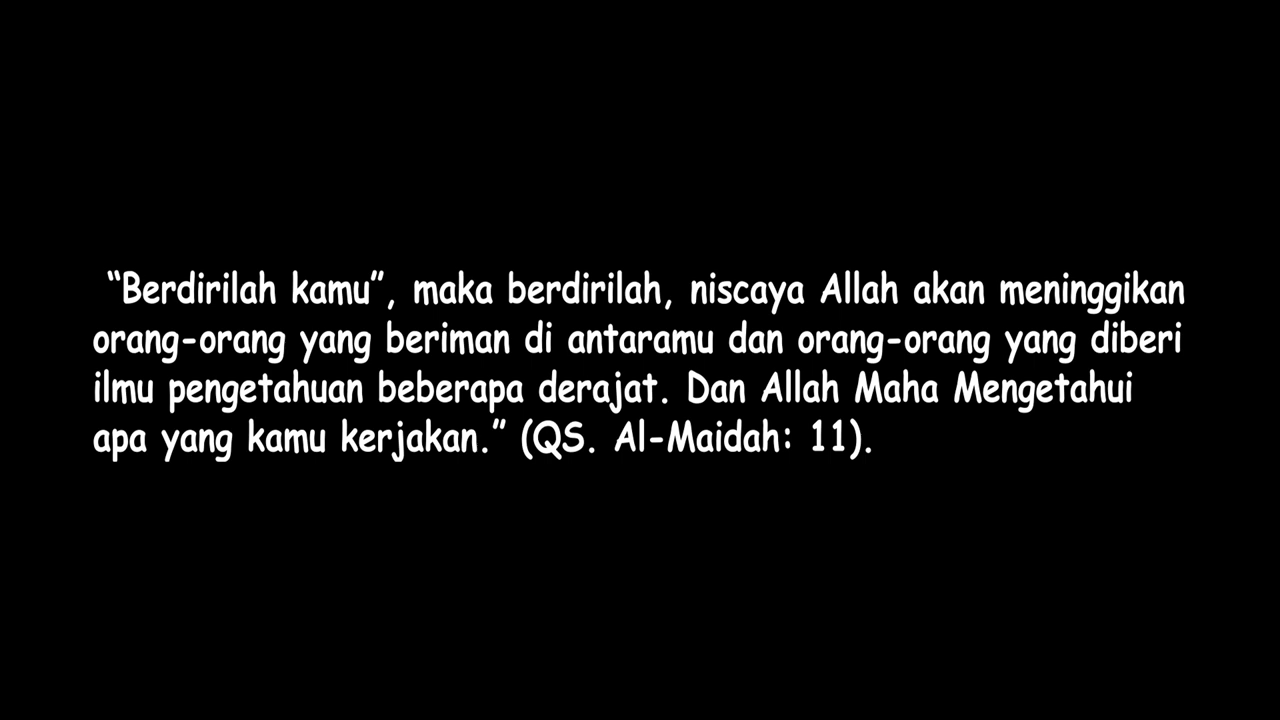 “Berdirilah kamu”, maka berdirilah, niscaya Allah akan meninggikan
orang-orang yang beriman di antaramu dan orang-orang yang diberi
ilmu pengetahuan beberapa derajat. Dan Allah Maha Mengetahui
apa yang kamu kerjakan.” (QS. Al-Maidah: 11).